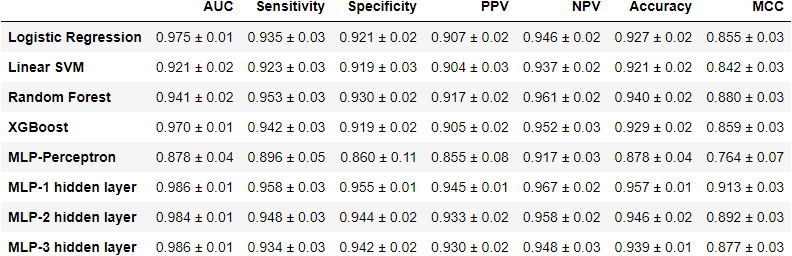 AUC Sensitivity Specificity PPV NPV Accuracy MCC
Logistic Regression 0.975 ± 0.01 0.935 ± 0.03 0.921 ± 0.02 0.907 ± 0.02 0.946 ± 0.02 0.927 ± 0.02 0.855 ± 0.03
Linear SVM 0.921 ± 0.02 0.923 ± 0.03 0.919 ± 0.03 0.904 ± 0.03 0.937 ± 0.02 0.921 ± 0.02 0.842 ± 0.03
Random Forest 0.941 ± 0.02 0.953 ± 0.03 0.930 ± 0.02 0.917 ± 0.02 0.961 ± 0.02 0.940 ± 0.02 0.880 ± 0.03
XGBoost 0.970 ± 0.01 0.942 ± 0.03 0.919 ± 0.02 0.905 ± 0.02 0.952 ± 0.03 0.929 ± 0.02 0.859 ± 0.03
MLP-Perceptron 0.878 ± 0.04 0.896 ± 0.05 0.860 ± 0.11 0.855 ± 0.08 0.917 ± 0.03 0.878 ± 0.04 0.764 ± 0.07
MLP-1 hidden layer 0.986 ± 0.01 0.958 ± 0.03 0.955 ± 0.01 0.945 ± 0.01 0.967 ± 0.02 0.957 ± 0.01 0.913 ± 0.03
MLP-2 hidden layer 0.984 ± 0.01 0.948 ± 0.03 0.944 ± 0.02 0.933 ± 0.02 0.958 ± 0.02 0.946 ± 0.02 0.892 ± 0.03
MLP-3 hidden layer 0.986 ± 0.01 0.934 ± 0.03 0.942 ± 0.02 0.930 ± 0.02 0.948 ± 0.03 0.939 ± 0.01 0.877 ± 0.03